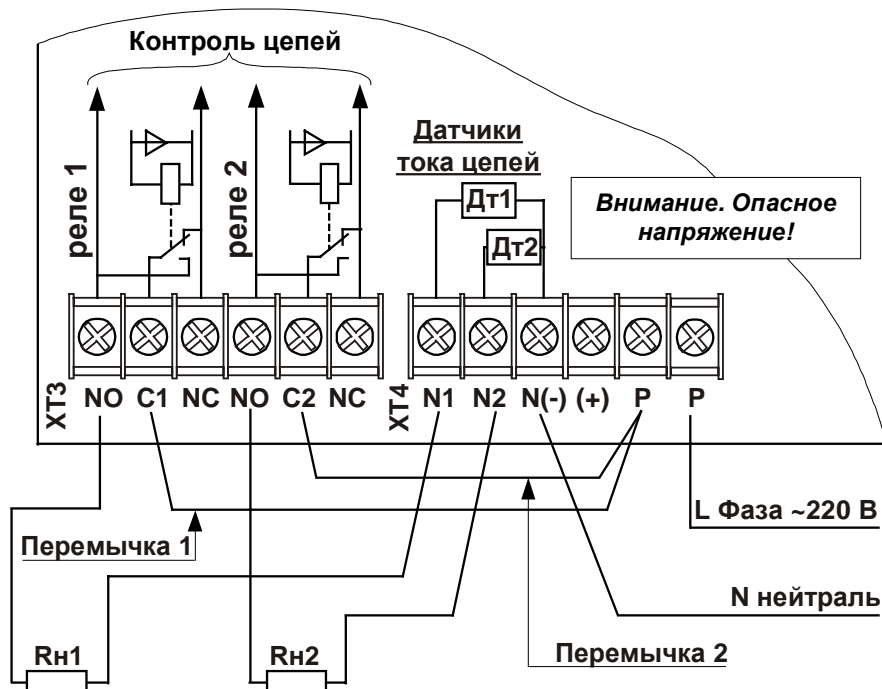 Контроль цепей
реле 1
реле 2
Датчики
тока цепей
Дт1
Дт2
Внимание. Опасное
напряжение!
XT3
NO C1 NC NO C2 NC
XT4
N1 N2 N(-) (+) P P
L Фаза ~220 В
Перемычка 1
N нейтраль
Rн1
Rн2
Перемычка 2